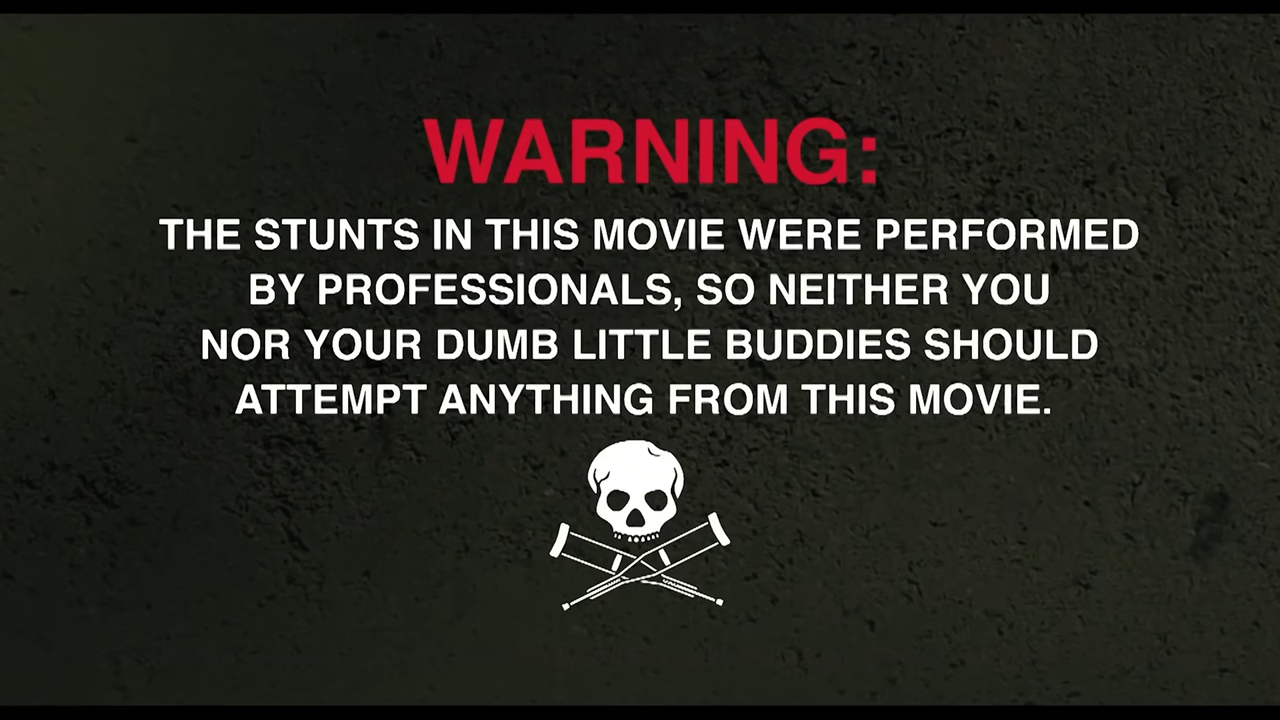 WARNING:
THE STUNTS IN THIS MOVIE WERE PERFORMED
BY PROFESSIONALS, SO NEITHER YOU
NOR YOUR DUMB LITTLE BUDDIES SHOULD
ATTEMPT ANYTHING FROM THIS MOVIE.